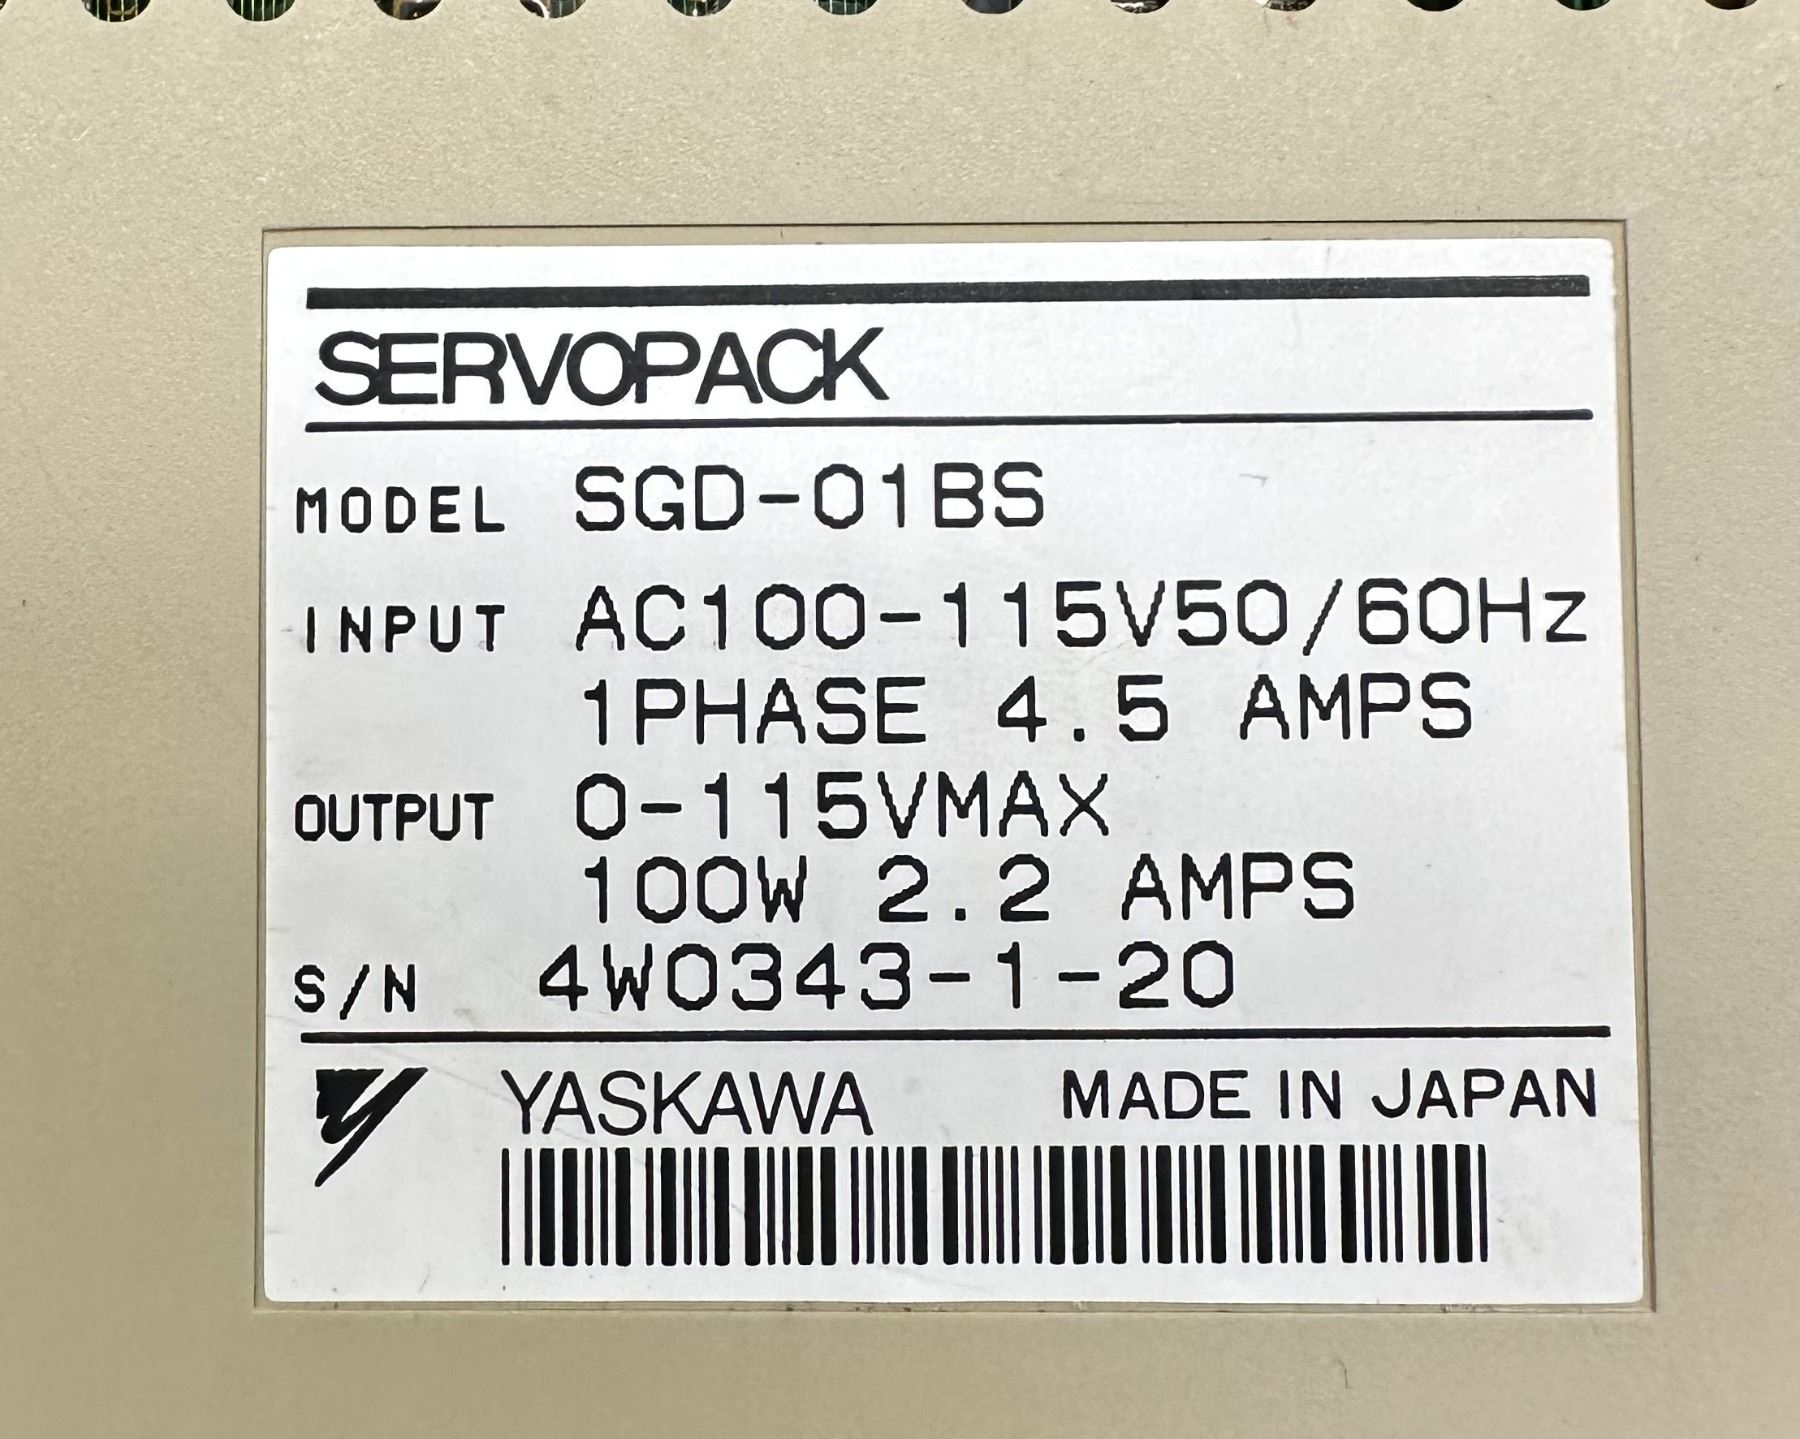 SERVOPACK
MODEL SGD-01BS
INPUT AC100-115V50/60Hz
1PHASE 4.5 AMPS
OUTPUT 0-115VMAX
100W 2.2 AMPS
S/N 4W0343-1-20
YASKAWA MADE IN JAPAN